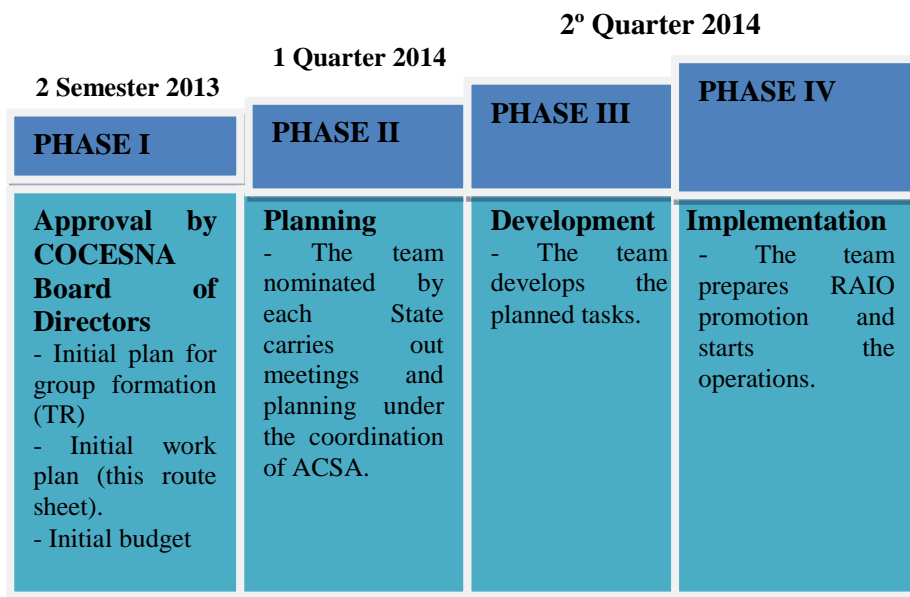 2º Quarter 2014
1 Quarter 2014
2 Semester 2013
PHASE I
Approval by
COCESNA
Board of
Directors
- Initial plan for
group formation
(TR)
- Initial work
plan (this route
sheet).
- Initial budget
PHASE II
Planning
- The team
nominated by
each State
carries out
meetings and
planning under
the coordination
of ACSA.
PHASE III
Development
- The team
develops the
planned tasks.
PHASE IV
Implementation
- The team
prepares RAIO
promotion and
starts the
operations.